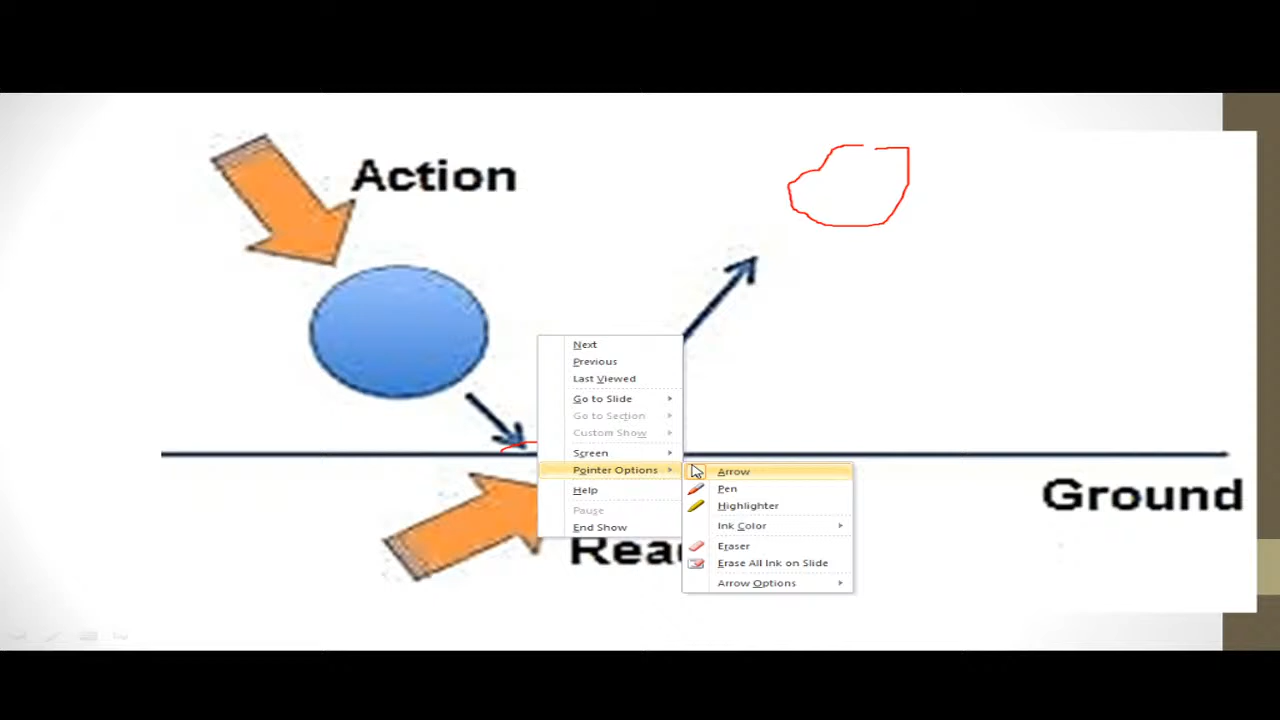 Action
Next
Previous
Last Viewed
Go to Slide
Go to Section
Custom Show
Screen
Pointer Options
Help
Pause
End Show
Arrow
Pen
Highlighter
Ink Color
Eraser
Erase All Ink on Slide
Arrow Options
Ground
Rea